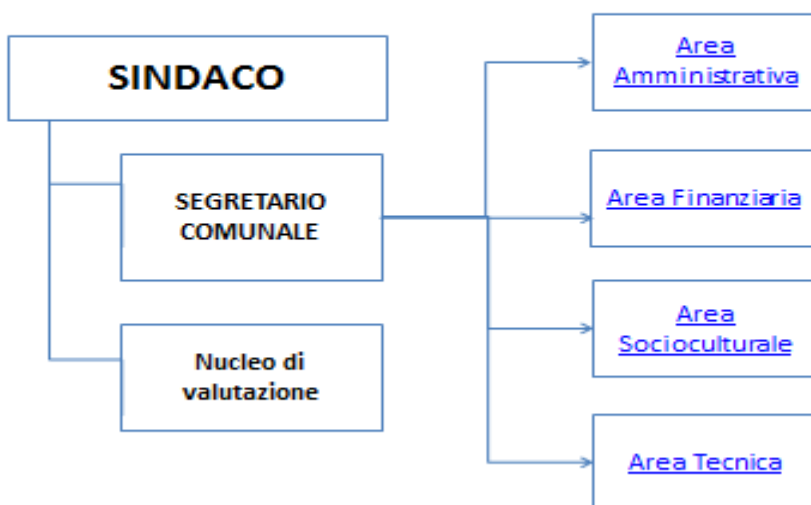 SINDACO
SEGRETARIO
COMUNALE
Nucleo di
valutazione
Area
Amministrativa
Area Finanziaria
Area
Socioculturale
Area Tecnica